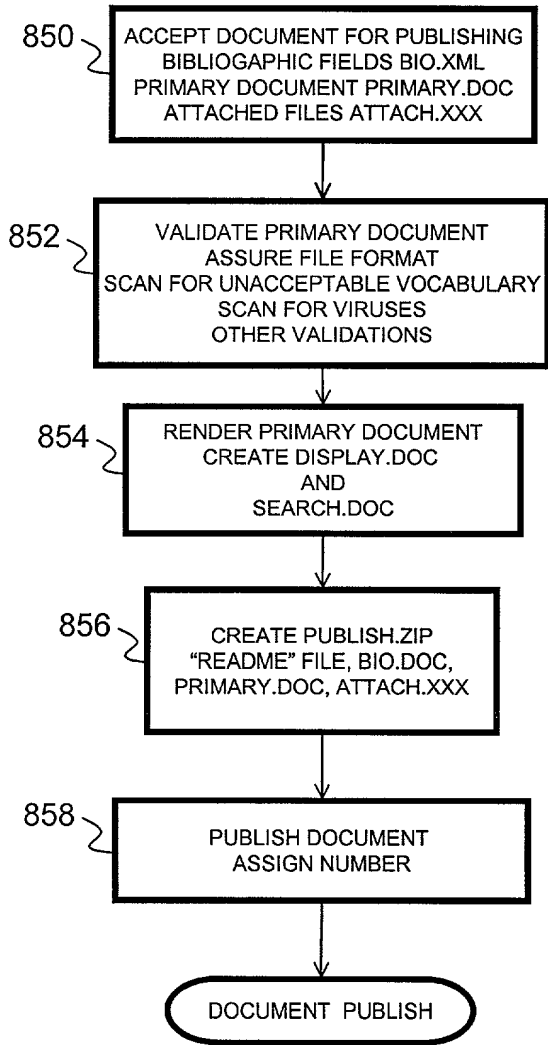 850
ACCEPT DOCUMENT FOR PUBLISHING
BIBLIOGAPHIC FIELDS BIO.XML
PRIMARY DOCUMENT PRIMARY.DOC
ATTACHED FILES ATTACH.XXX
852
VALIDATE PRIMARY DOCUMENT
ASSURE FILE FORMAT
SCAN FOR UNACCEPTABLE VOCABULARY
SCAN FOR VIRUSES
OTHER VALIDATIONS
854
RENDER PRIMARY DOCUMENT
CREATE DISPLAY.DOC
AND
SEARCH.DOC
856
CREATE PUBLISH.ZIP
“README” FILE, BIO.DOC,
PRIMARY.DOC, ATTACH.XXX
858
PUBLISH DOCUMENT
ASSIGN NUMBER
DOCUMENT PUBLISH